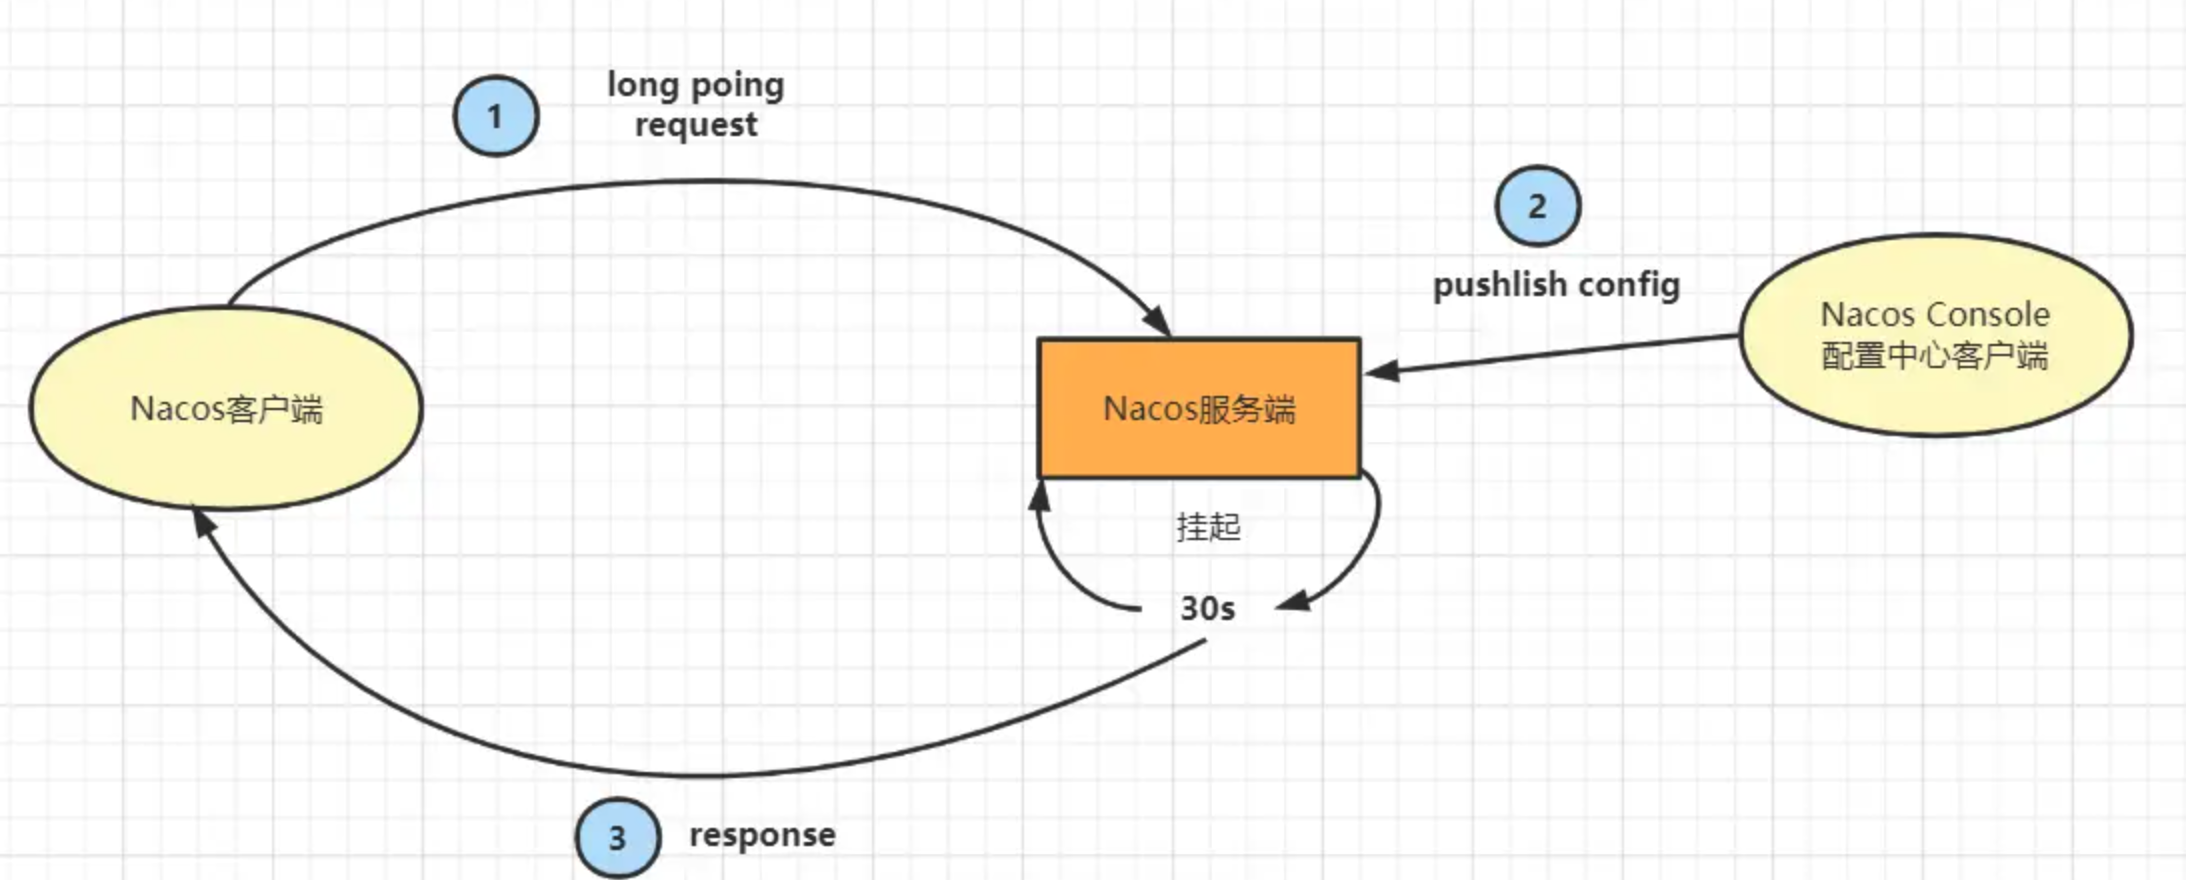 1
long poing
request
2
pushlish config
Nacos Console
配置中心客户端
Nacos客户端
Nacos服务端
挂起
30s
3
response